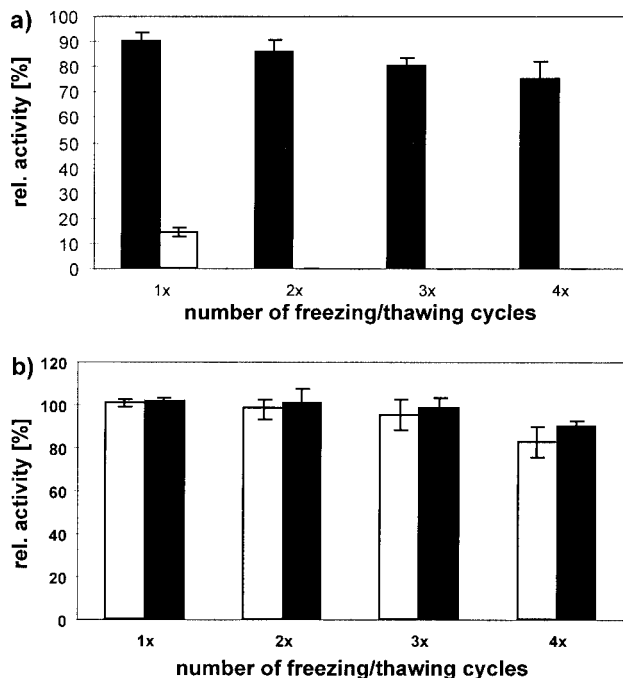 a)
rel. activity [%]
100
90
80
70
60
50
40
30
20
10
0
1x 2x 3x 4x
number of freezing/thawing cycles
b)
rel. activity [%]
120
100
80
60
40
20
0
1x 2x 3x 4x
number of freezing/thawing cycles